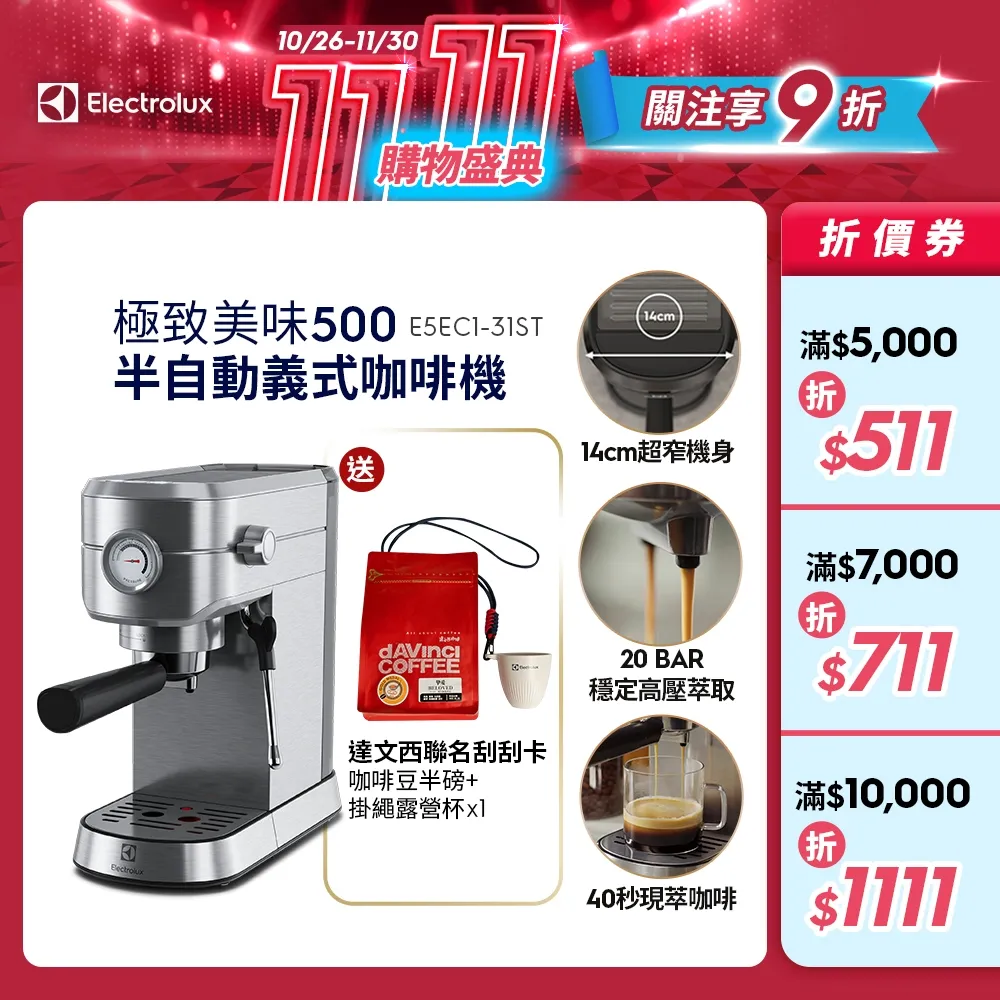 Electrolux
10/26-11/30
11 11
購物盛典
關注享9折
極致美味500 E5EC1-31ST
半自動義式咖啡機
送
dAVINCI
COFFEE
BELOVED
Electrolux
達文西聯名刮刮卡
咖啡豆半磅+
掛繩露營杯x1
Electrolux
14cm
14cm超窄機身
20 BAR
穩定高壓萃取
40秒現萃咖啡
折價券
滿$5,000
折
$511
滿$7,000
折
$711
滿$10,000
折
$1111